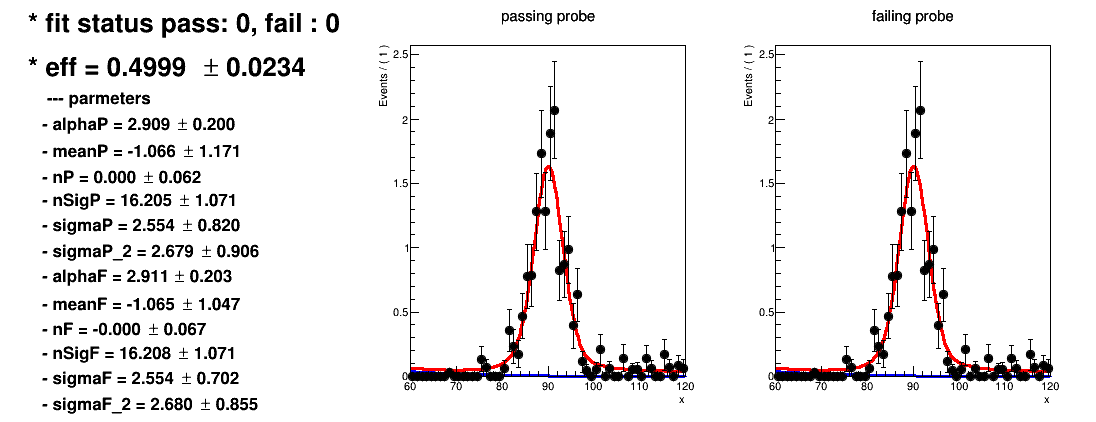 * fit status pass: 0, fail : 0
* eff = 0.4999 ± 0.0234
--- parmeters
- alphaP = 2.909 ± 0.200
- meanP = -1.066 ± 1.171
- nP = 0.000 ± 0.062
- nSigP = 16.205 ± 1.071
- sigmaP = 2.554 ± 0.820
- sigmaP_2 = 2.679 ± 0.906
- alphaF = 2.911 ± 0.203
- meanF = -1.065 ± 1.047
- nF = -0.000 ± 0.067
- nSigF = 16.208 ± 1.071
- sigmaF = 2.554 ± 0.702
- sigmaF_2 = 2.680 ± 0.855
passing probe
Events / ( 1 )
2.5
2
1.5
1
0.5
0
60 70 80 90 100 110 120
x
failing probe
Events / ( 1 )
2.5
2
1.5
1
0.5
0
60 70 80 90 100 110 120
x